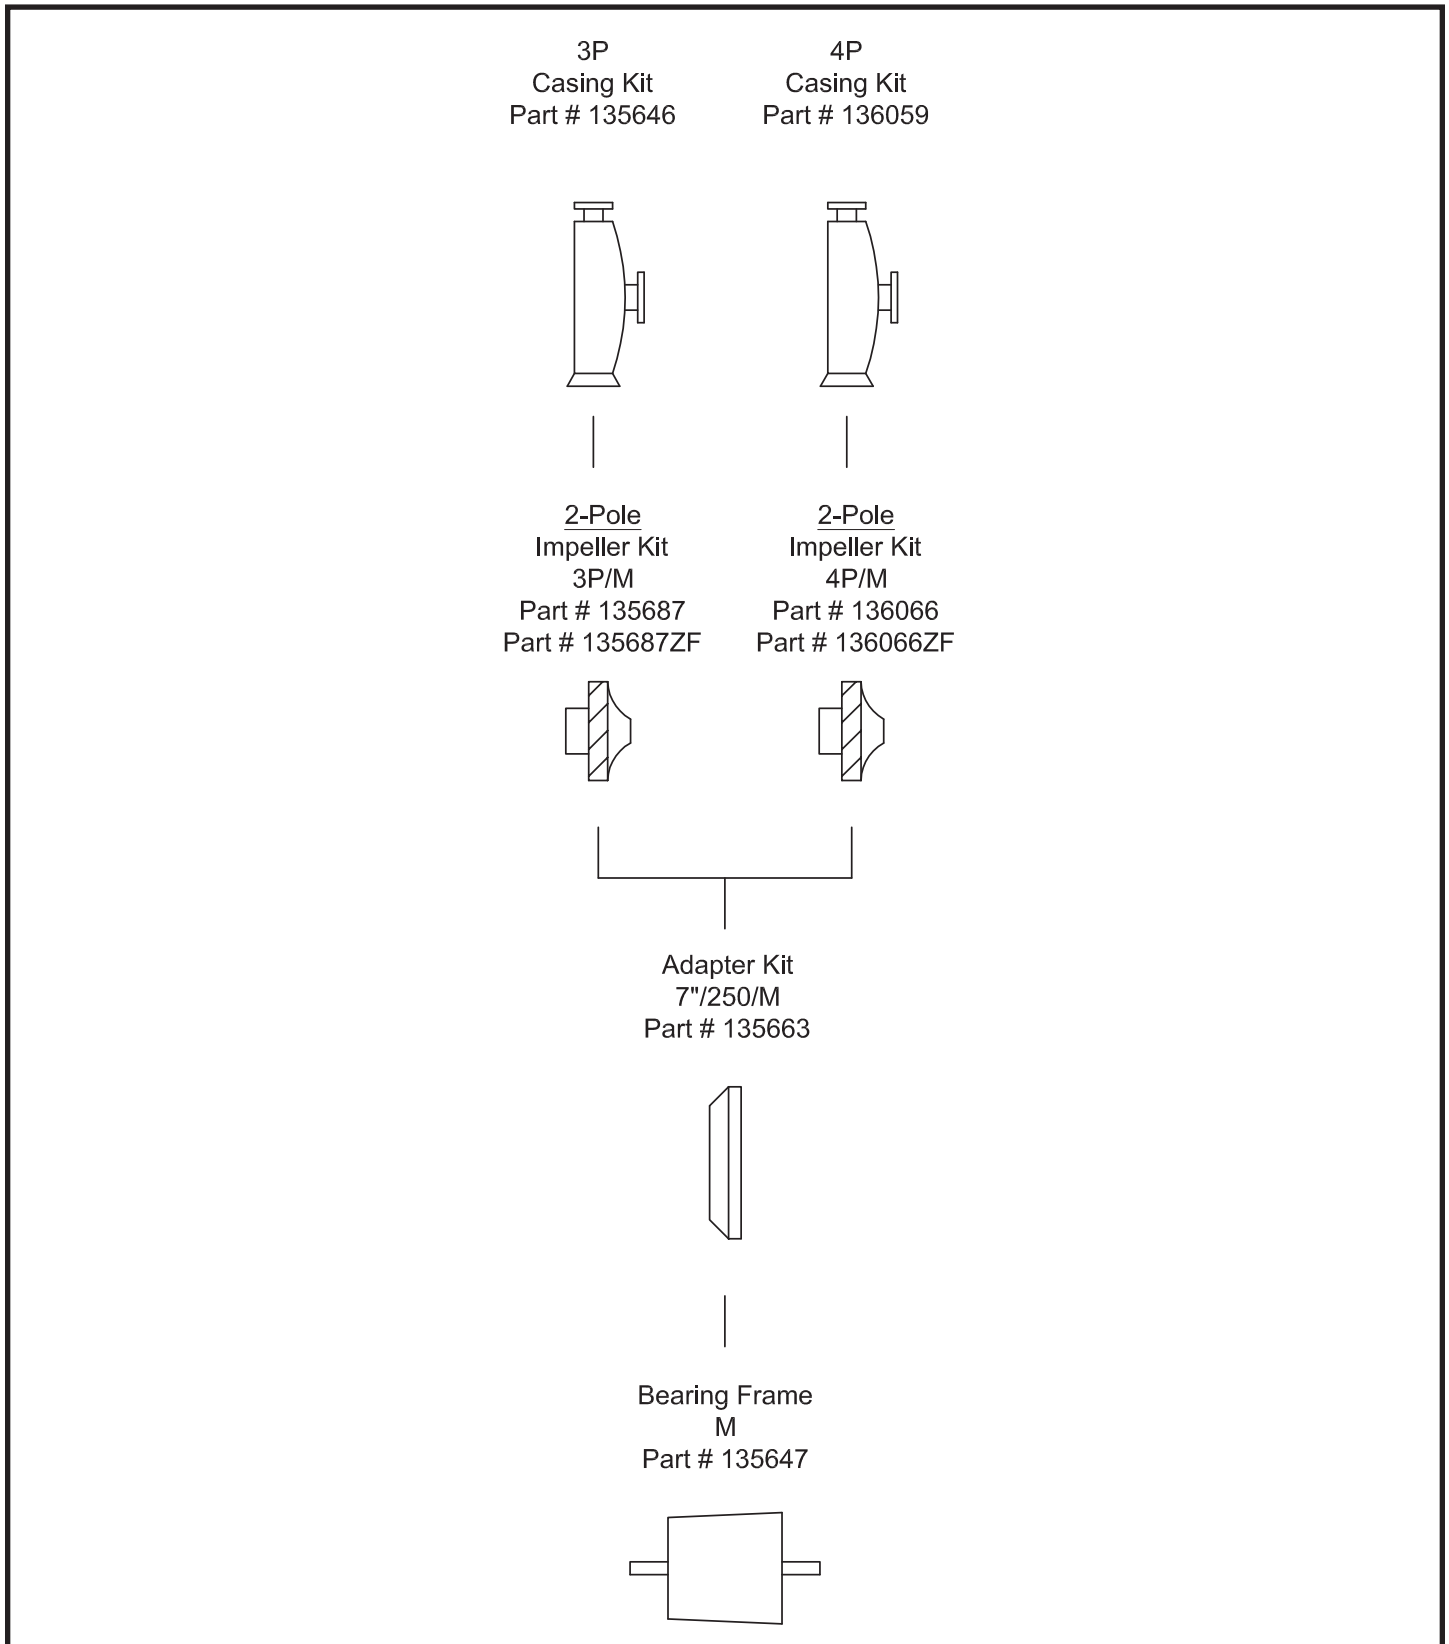 3P
Casing Kit
Part # 135646
4P
Casing Kit
Part # 136059
2-Pole
Impeller Kit
3P/M
Part # 135687
Part # 135687ZF
2-Pole
Impeller Kit
4P/M
Part # 136066
Part # 136066ZF
Adapter Kit
7"/250/M
Part # 135663
Bearing Frame
M
Part # 135647